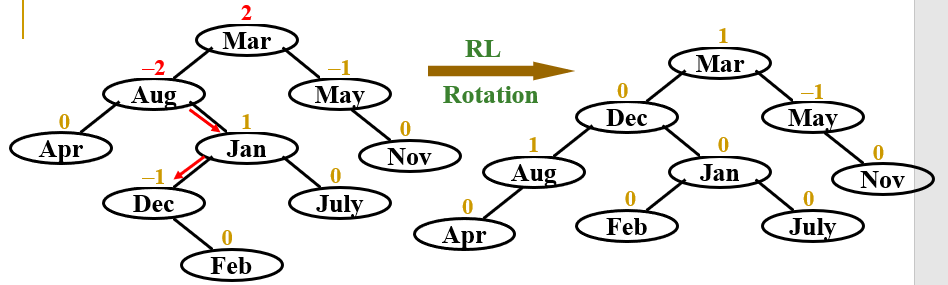 2
Mar
–2
–1
Aug
May
0
1
0
Apr
Jan
Nov
–1
0
Dec
July
0
Feb
RL
Rotation
1
Mar
0
–1
Dec
May
1
0
0
Aug
Jan
Nov
0
0
0
Apr
Feb
July